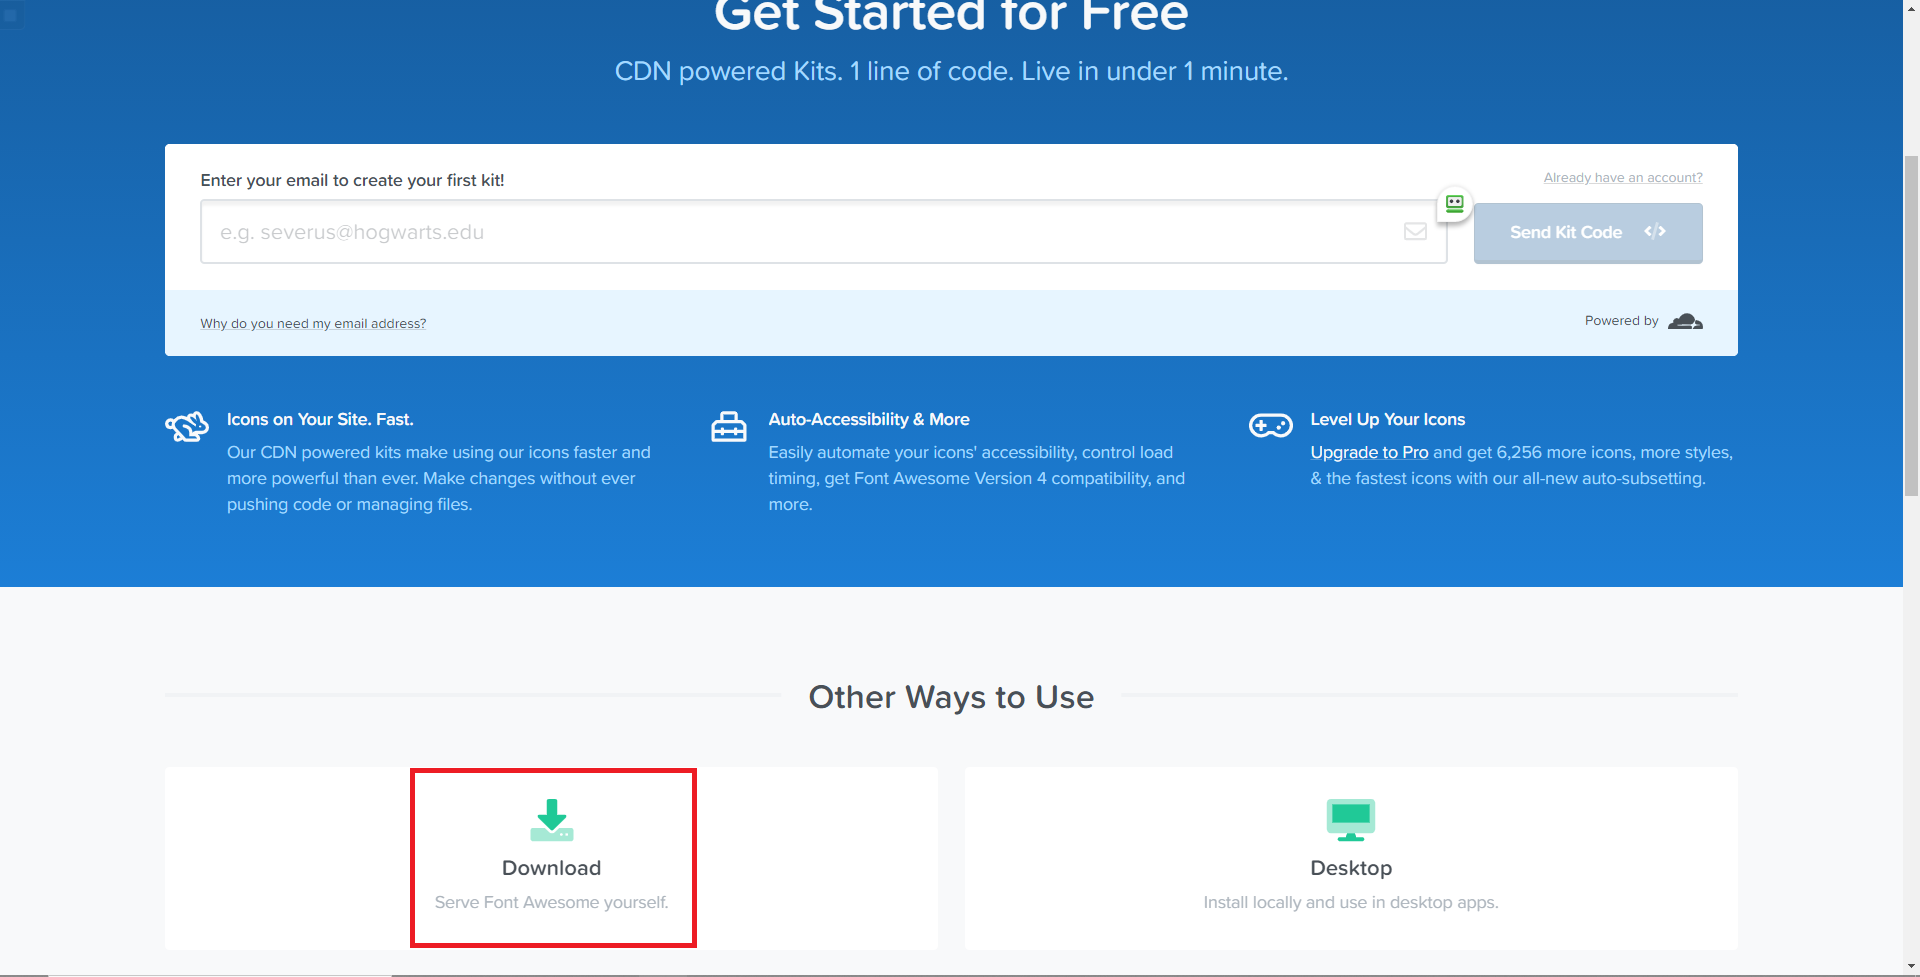 Get Started for Free
CDN powered Kits. 1 line of code. Live in under 1 minute.
Enter your email to create your first kit!
Already have an account?
e.g. severus@hogwarts.edu
Send Kit Code </>
Why do you need my email address?
Powered by
Icons on Your Site. Fast.
Our CDN powered kits make using our icons faster and
more powerful than ever. Make changes without ever
pushing code or managing files.
Auto-Accessibility & More
Easily automate your icons' accessibility, control load
timing, get Font Awesome Version 4 compatibility, and
more.
Level Up Your Icons
Upgrade to Pro and get 6,256 more icons, more styles,
& the fastest icons with our all-new auto-subsetting.
Other Ways to Use
Download
Serve Font Awesome yourself.
Desktop
Install locally and use in desktop apps.